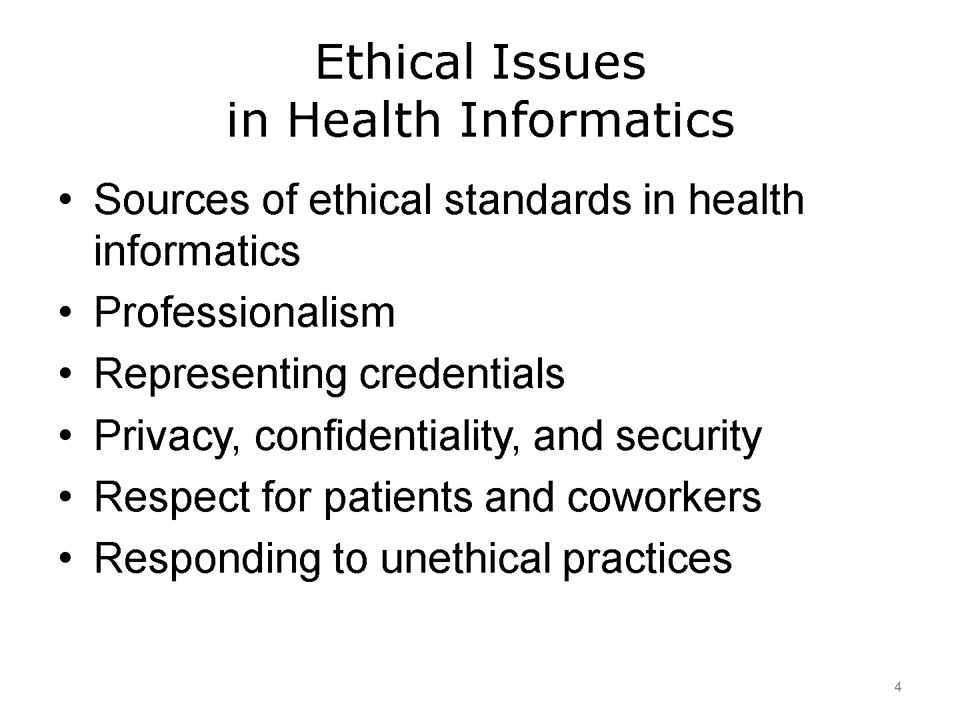 Ethical Issues
in Health Informatics
• Sources of ethical standards in health
informatics
• Professionalism
• Representing credentials
• Privacy, confidentiality, and security
• Respect for patients and coworkers
• Responding to unethical practices
4